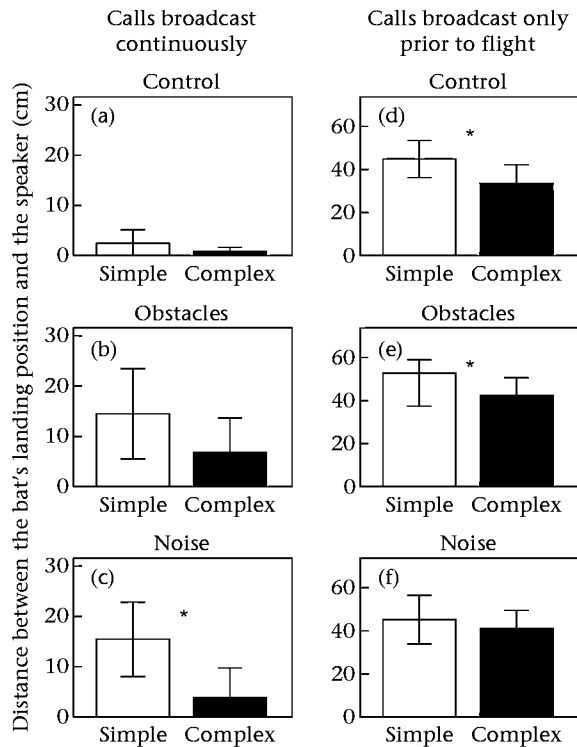 Calls broadcast
continuously
Calls broadcast only
prior to flight
Distance between the bat's landing position and the speaker (cm)
Control
30
(a)
20
10
0
Simple Complex
Control
(d)
*
60
40
20
0
Simple Complex
Obstacles
30
(b)
20
10
0
Simple Complex
Obstacles
(e)
*
60
40
20
0
Simple Complex
Noise
30
(c)
20
*
10
0
Simple Complex
Noise
(f)
60
40
20
0
Simple Complex